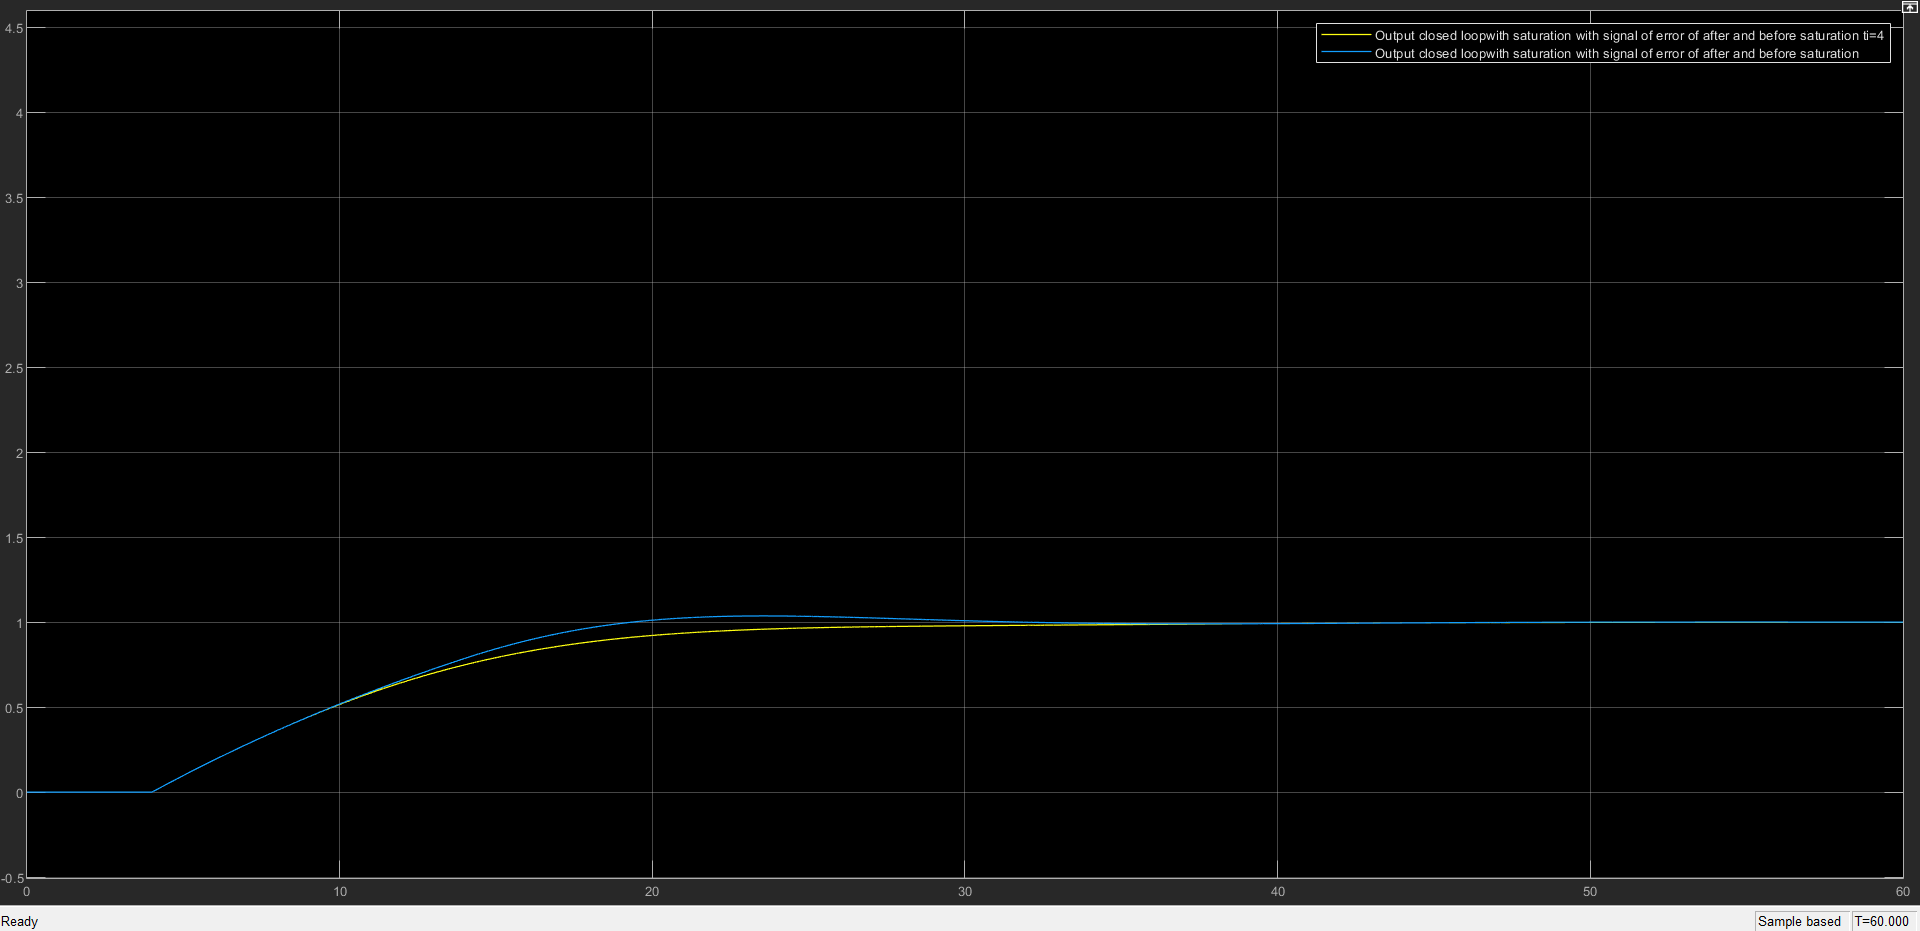 4.5
4
3.5
3
2.5
2
1.5
1
0.5
0
-0.5
0 10 20 30 40 50 60
Output closed loopwith saturation with signal of error of after and before saturation ti=4
Output closed loopwith saturation with signal of error of after and before saturation
Ready
Sample based T=60.000